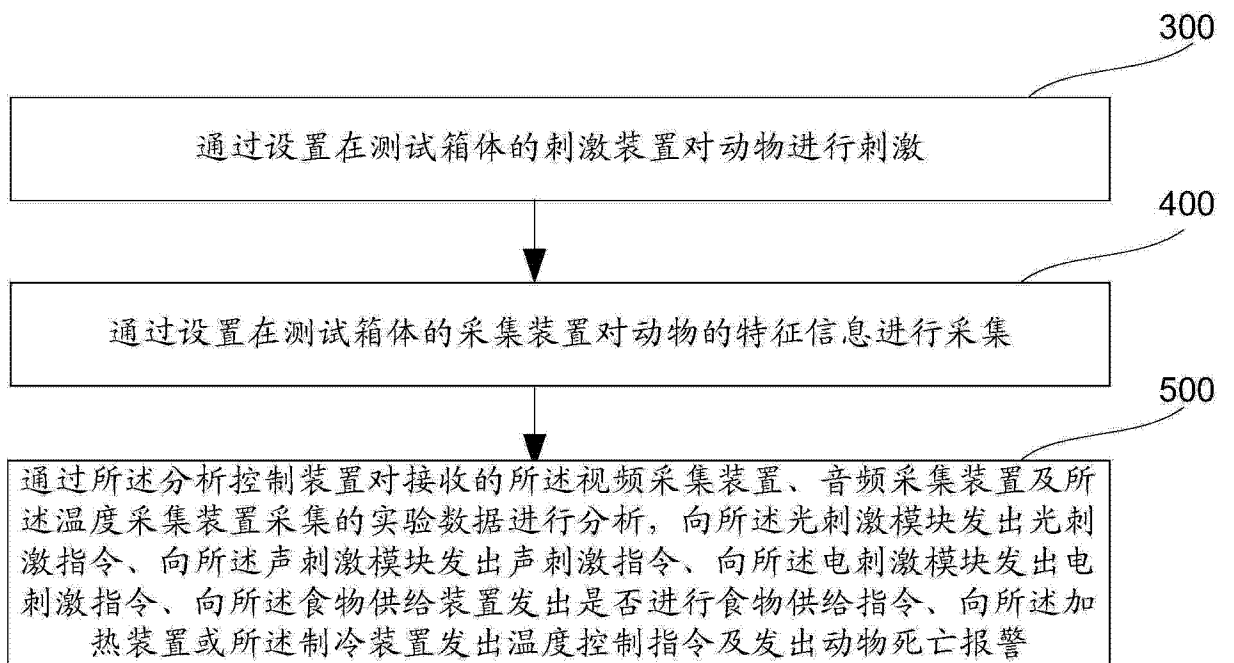 300
通过设置在测试箱体的刺激装置对动物进行刺激
400
通过设置在测试箱体的采集装置对动物的特征信息进行采集
500
通过所述分析控制装置对接收的所述视频采集装置、音频采集装置及所
述温度采集装置采集的实验数据进行分析，向所述光刺激模块发出光刺
激指令、向所述声刺激模块发出声刺激指令、向所述电刺激模块发出电
刺激指令、向所述食物供给装置发出是否进行食物供给指令、向所述加
热装置或所述制冷装置发出温度控制指令及发出动物死亡报警